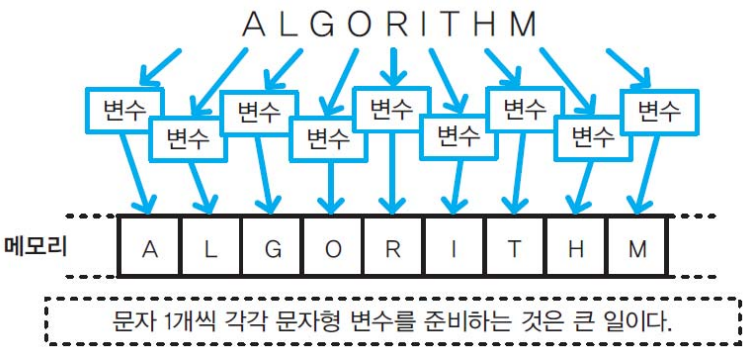 ALGORITHM
변수 변수 변수 변수 변수 변수 변수 변수 변수
메모리 A L G O R I T H M
문자 1개씩 각각 문자형 변수를 준비하는 것은 큰 일이다.